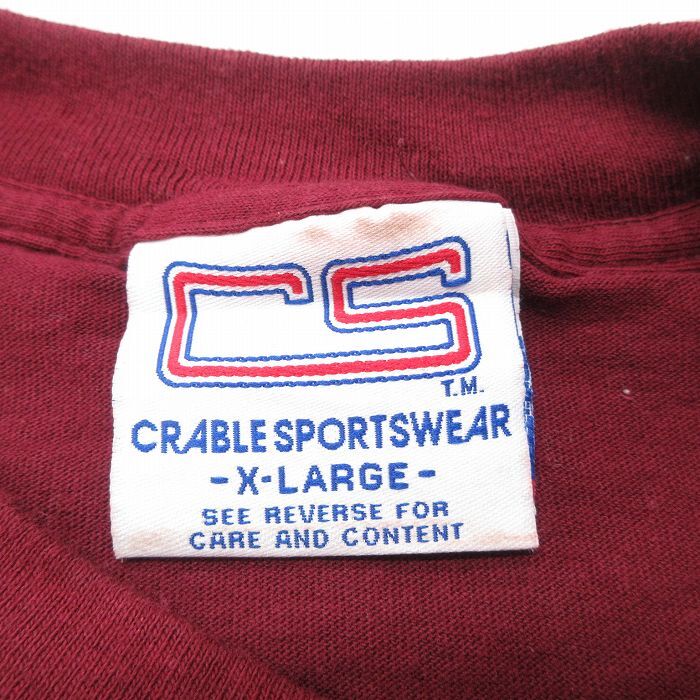 CS
T.M.
CRABLE SPORTSWEAR
-X-LARGE-
SEE REVERSE FOR
CARE AND CONTENT